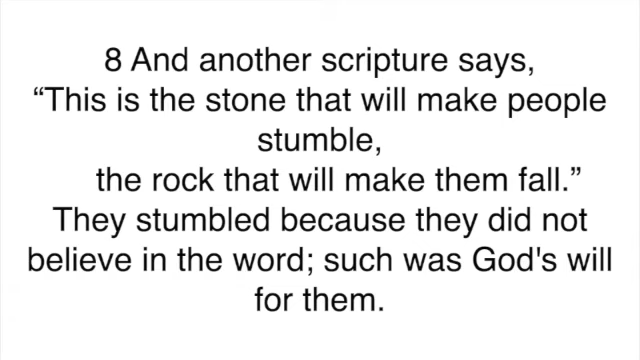 8 And another scripture says,
“This is the stone that will make people
stumble,
the rock that will make them fall.”
They stumbled because they did not
believe in the word; such was God's will
for them.